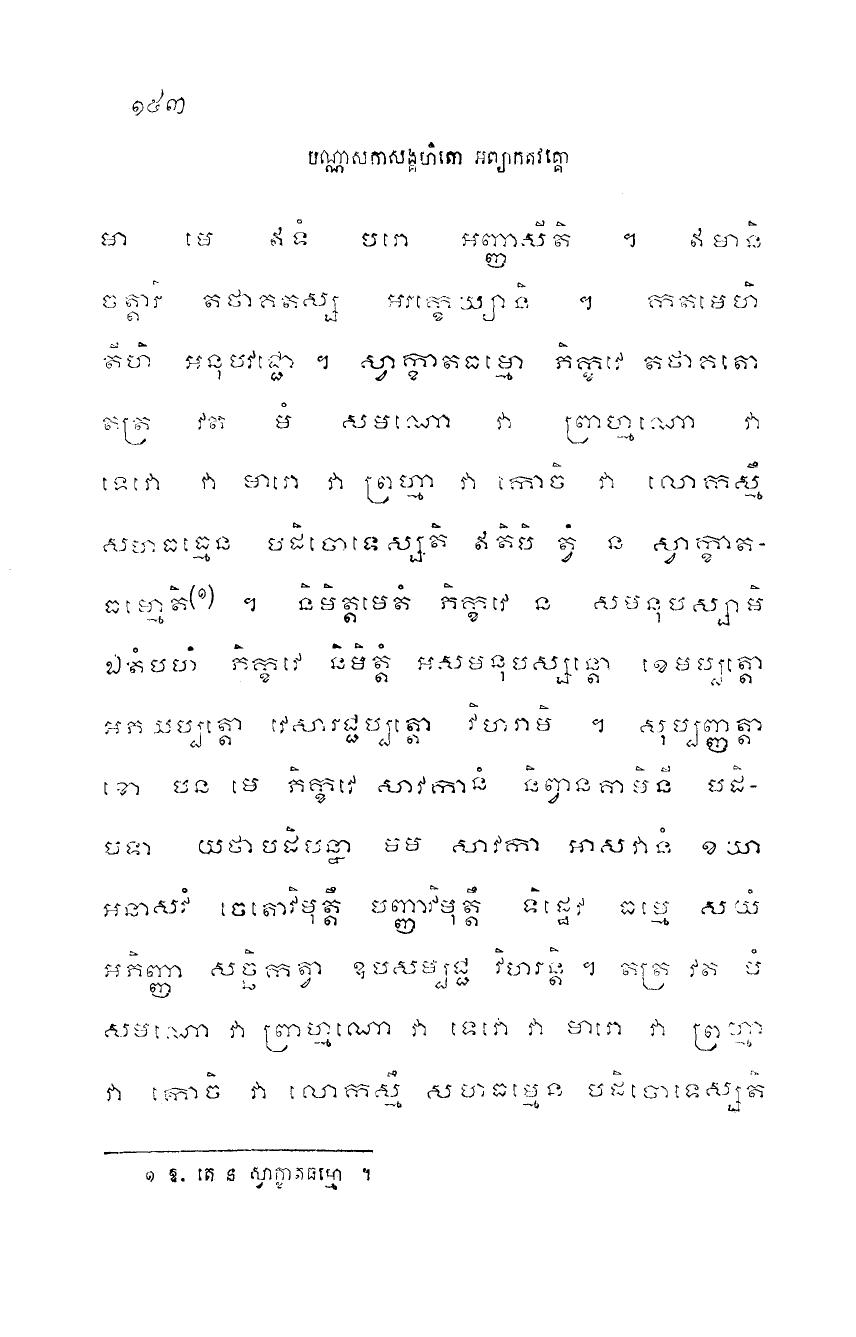 ១៥៣
បណ្ណាសកាសង្គហិតោ អព្យាកតវគ្គោ
មា មេ ឥទំ បរោ អញ្ញាសីតិ ។ ឥមានិ
ចត្តារិ តថាគតស្ស អរក្ខេយ្យានិ ។ កតមេហិ
តីហិ អនុបវជ្ជោ ។ ស្វាក្ខាតធម្មោ ភិក្ខវេ តថាគតោ
តត្រ វត មំ សមណោ វា ព្រាហ្មណោ វា
ទេវោ វា មារោ វា ព្រហ្មា វា កោចិ វា លោកស្មឹ
សហធម្មេន បដិចោទេស្សតិ ឥតិបិ ត្វំ ន ស្វាក្ខាត-
ធម្មោតិ(១) ។ និមិត្តមេតំ ភិក្ខវេ ន សមនុបស្សាមិ
ឯតំបហំ ភិក្ខវេ និមិត្តំ អសមនុបស្សន្តោ ខេមប្បត្តោ
អភយប្បត្តោ វេសារជ្ជប្បត្តោ វិហរាមិ ។ សុប្បញ្ញត្តា
ខោ បន មេ ភិក្ខវេ សាវកានំ និព្វានគាមិនី បដិ-
បទា យថាបដិបន្នា មម សាវកា អាសវានំ ខយា
អនាសវំ ចេតោវិមុត្តឹ បញ្ញាវិមុត្តឹ ទិដ្ឋេវ ធម្មេ សយំ
អភិញ្ញា សច្ឆិកត្វា ឧបសម្បជ្ជ វិហរន្តិ ។ តត្រ វត មំ
សមណោ វា ព្រាហ្មណោ វា ទេវោ វា មារោ វា ព្រហ្មា
វា កោចិ វា លោកស្មឹ សហធម្មេន បដិចោទេស្សតិ
១ ឱ. តេ ន ស្វាក្ខាតធម្មោ ។